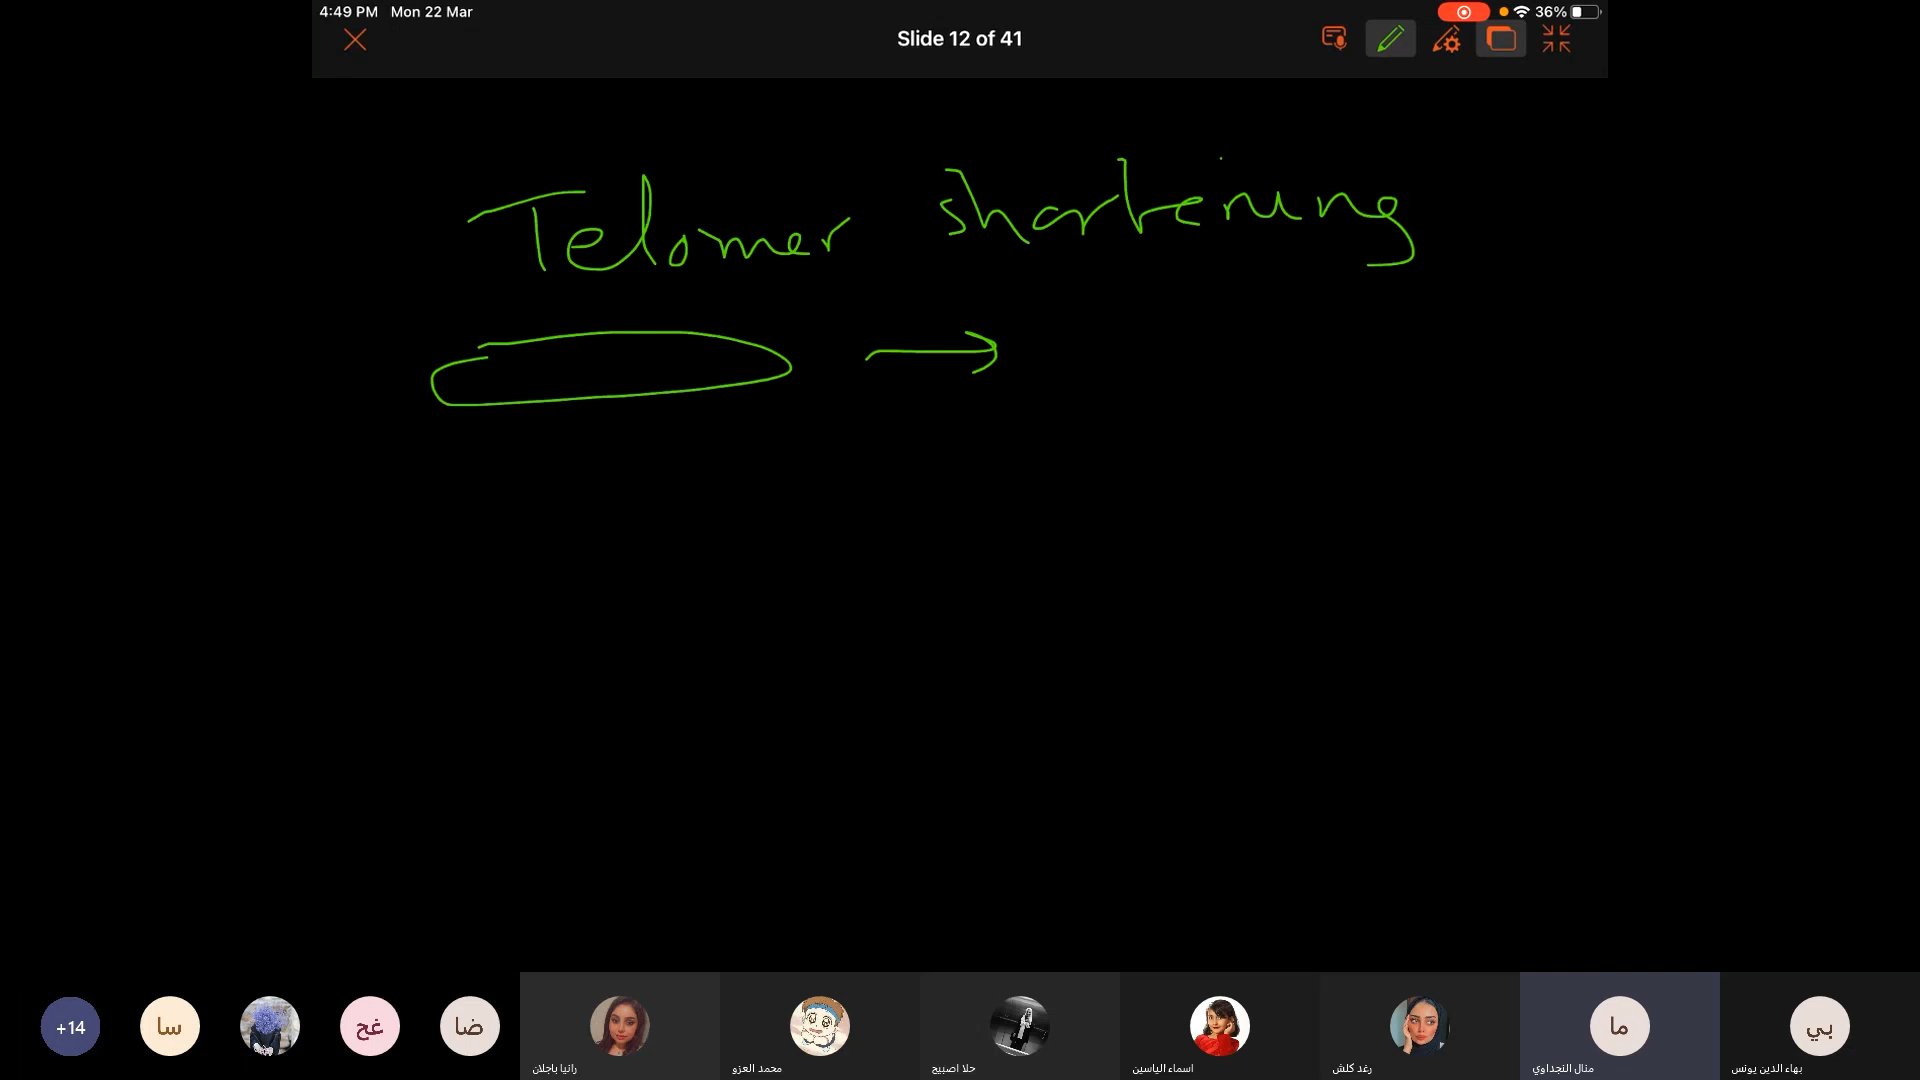 4:49 PM Mon 22 Mar
36%
Slide 12 of 41
Telomer shortening
+14
سا
غح
ضا
ما
بي
رانيا باجلان
محمد العزو
حلا اصبيح
اسماء الياسين
رغد كلش
منال النجداوي
بهاء الدين يونس